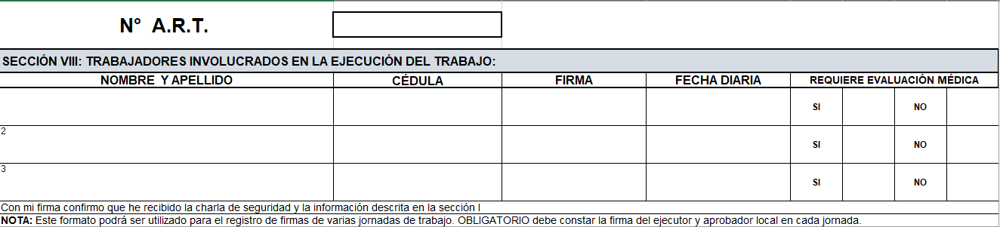 N° A.R.T.
SECCIÓN VIII: TRABAJADORES INVOLUCRADOS EN LA EJECUCIÓN DEL TRABAJO:
NOMBRE Y APELLIDO CÉDULA FIRMA FECHA DIARIA REQUIERE EVALUACIÓN MÉDICA
SI NO
2
SI NO
3
SI NO
Con mi firma confirmo que he recibido la charla de seguridad y la información descrita en la sección I
NOTA: Este formato podrá ser utilizado para el registro de firmas de varias jornadas de trabajo. OBLIGATORIO debe constar la firma del ejecutor y aprobador local en cada jornada.